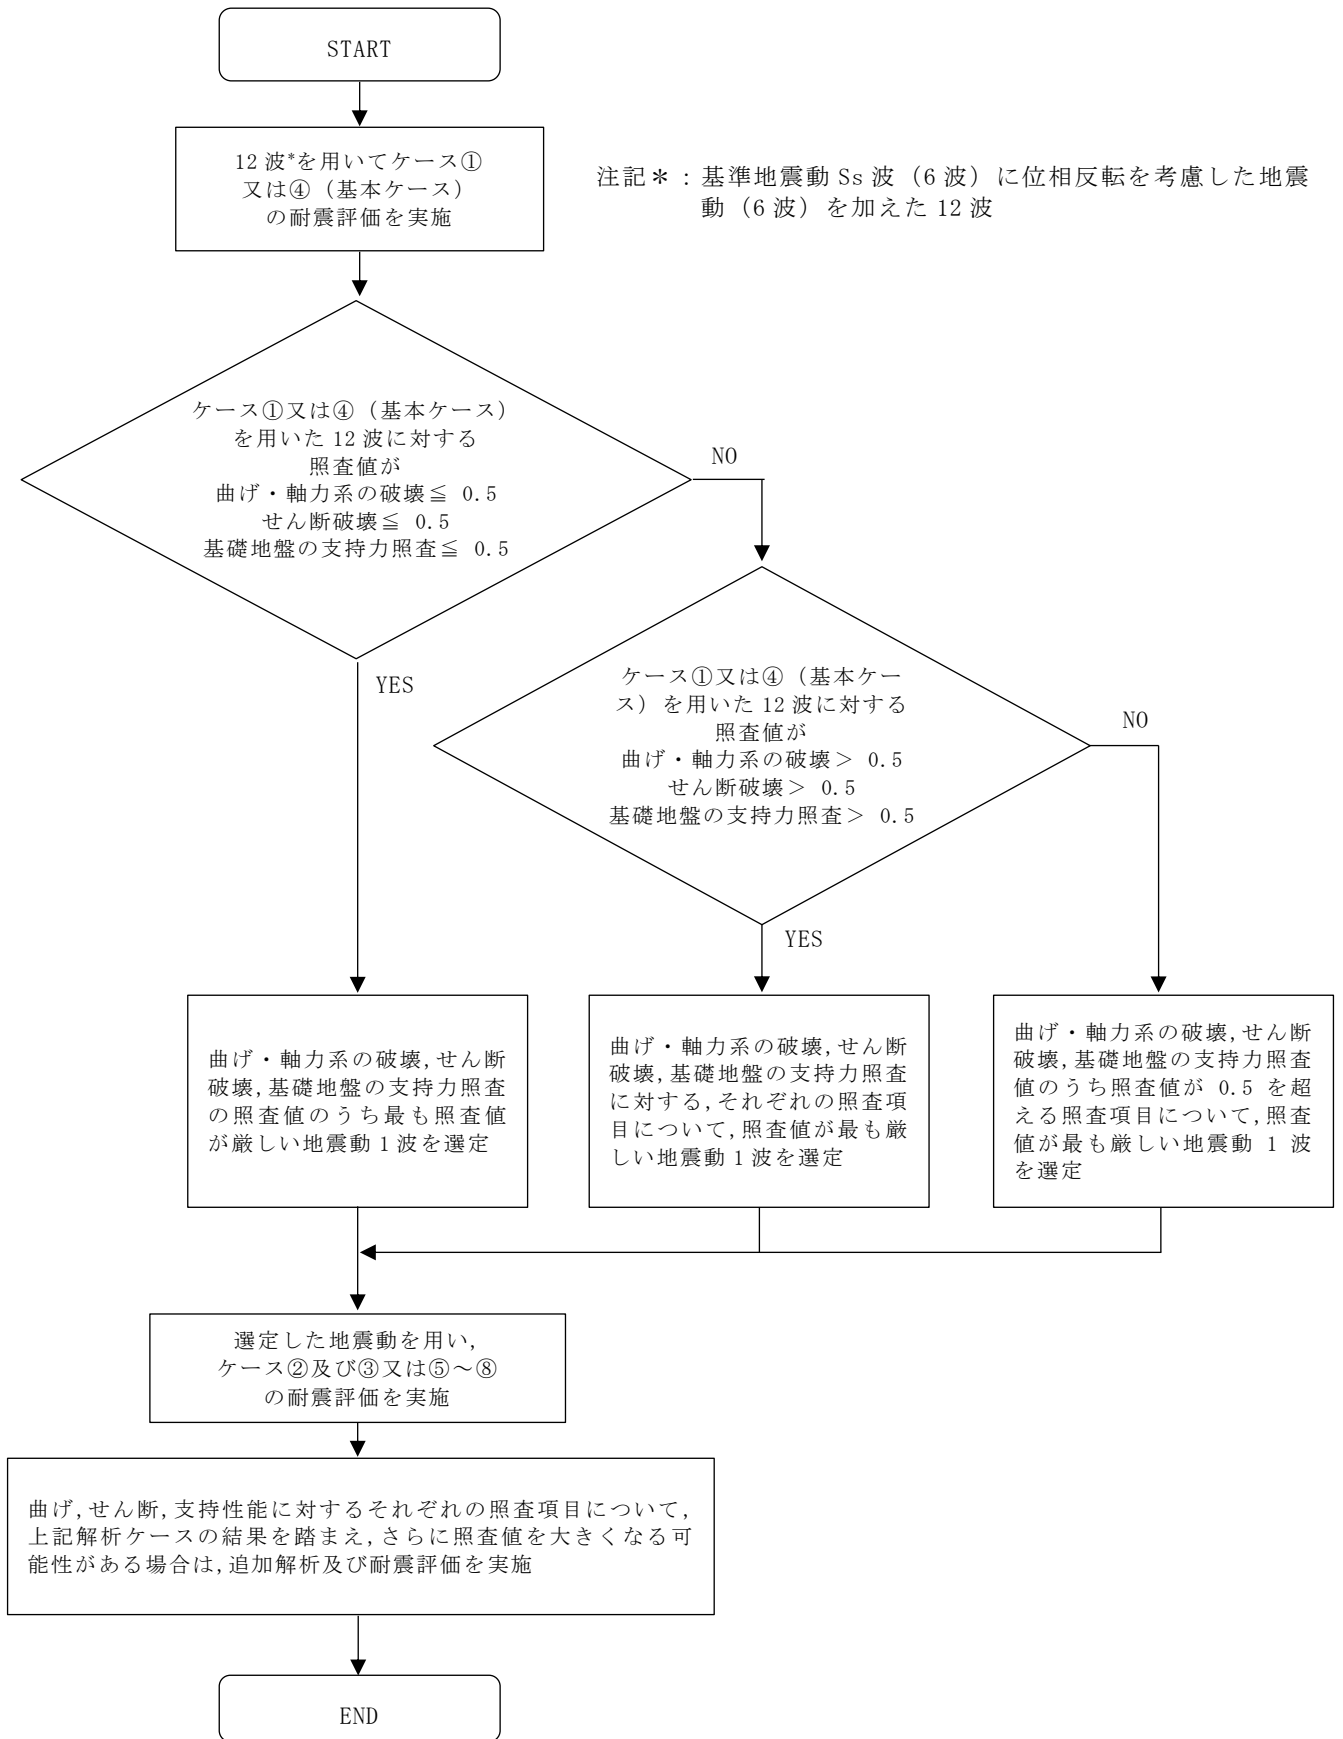 START
12 波*を用いてケース①
又は④（基本ケース）
の耐震評価を実施
注記＊：基準地震動 Ss 波（6 波）に位相反転を考慮した地震
動（6 波）を加えた 12 波
ケース①又は④（基本ケース）
を用いた 12 波に対する
照査値が
曲げ・軸力系の破壊≦ 0.5
せん断破壊≦ 0.5
基礎地盤の支持力照査≦ 0.5
NO
YES
ケース①又は④（基本ケー
ス）を用いた 12 波に対する
照査値が
曲げ・軸力系の破壊＞ 0.5
せん断破壊＞ 0.5
基礎地盤の支持力照査＞ 0.5
NO
YES
曲げ・軸力系の破壊,せん断
破壊,基礎地盤の支持力照査
の照査値のうち最も照査値
が厳しい地震動 1 波を選定
曲げ・軸力系の破壊,せん断
破壊,基礎地盤の支持力照査
に対する,それぞれの照査項
目について,照査値が最も厳
しい地震動 1 波を選定
曲げ・軸力系の破壊,せん断
破壊,基礎地盤の支持力照査
値のうち照査値が 0.5 を超
える照査項目について,照査
値が最も厳しい地震動 1 波
を選定
選定した地震動を用い,
ケース②及び③又は⑤～⑧
の耐震評価を実施
曲げ,せん断,支持性能に対するそれぞれの照査項目について,
上記解析ケースの結果を踏まえ,さらに照査値を大きくなる可
能性がある場合は,追加解析及び耐震評価を実施
END